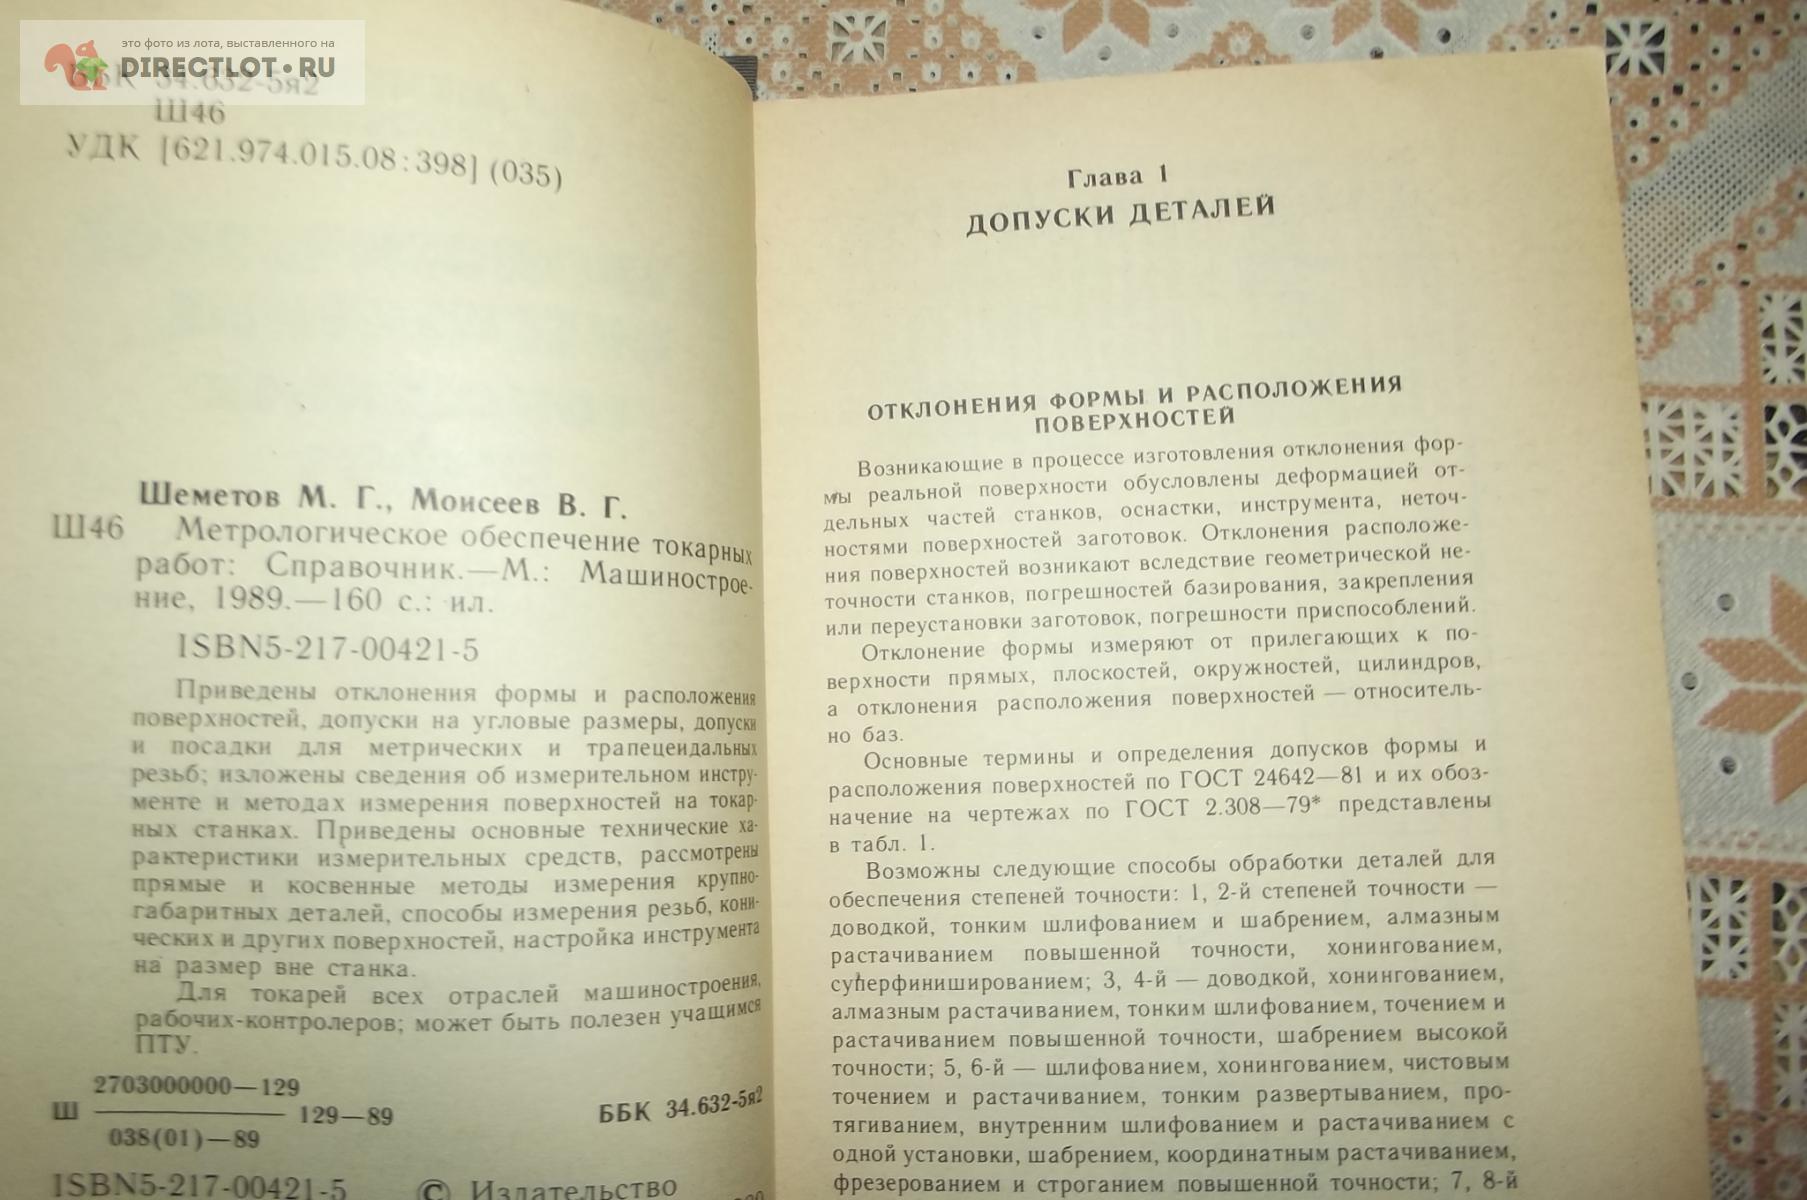 это фото из лота, выставленного на
DIRECTLOT.RU
ББК 34.632-5я2
Ш46
УДК [621.974.015.08:398] (035)
Шеметов М. Г., Моисеев В. Г.
Ш46 Метрологическое обеспечение токарных
работ: Справочник.—М.: Машинострое-
ние, 1989.—160 с.: ил.
ISBN5-217-00421-5
Приведены отклонения формы и расположения
поверхностей, допуски на угловые размеры, допуски
и посадки для метрических и трапецеидальных
резьб; изложены сведения об измерительном инстру-
менте и методах измерения поверхностей на токар-
ных станках. Приведены основные технические ха-
рактеристики измерительных средств, рассмотрены
прямые и косвенные методы измерения крупно-
габаритных деталей, способы измерения резьб, кони-
ческих и других поверхностей, настройка инструмента
на размер вне станка.
Для токарей всех отраслей машиностроения,
рабочих-контролеров; может быть полезен учащимся
ПТУ.
2703000000—129
Ш 129—89
038(01)—89
ББК 34.632-5я2
ISBN5-217-00421-5 © Издательство
Глава 1
ДОПУСКИ ДЕТАЛЕЙ
ОТКЛОНЕНИЯ ФОРМЫ И РАСПОЛОЖЕНИЯ
ПОВЕРХНОСТЕЙ
Возникающие в процессе изготовления отклонения фор-
мы реальной поверхности обусловлены деформацией от-
дельных частей станков, оснастки, инструмента, неточ-
ностями поверхностей заготовок. Отклонения расположе-
ния поверхностей возникают вследствие геометрической не-
точности станков, погрешностей базирования, закрепления
или переустановки заготовок, погрешности приспособлений.
Отклонение формы измеряют от прилегающих к по-
верхности прямых, плоскостей, окружностей, цилиндров,
а отклонения расположения поверхностей — относитель-
но баз.
Основные термины и определения допусков формы и
расположения поверхностей по ГОСТ 24642—81 и их обоз-
начение на чертежах по ГОСТ 2.308—79* представлены
в табл. 1.
Возможны следующие способы обработки деталей для
обеспечения степеней точности: 1, 2-й степеней точности —
доводкой, тонким шлифованием и шабрением, алмазным
растачиванием повышенной точности, хонингованием,
суперфинишированием; 3, 4-й — доводкой, хонингованием,
алмазным растачиванием, тонким шлифованием, точением и
растачиванием повышенной точности, шабрением высокой
точности; 5, 6-й — шлифованием, хонингованием, чистовым
точением и растачиванием, тонким развертыванием, про-
тягиванием, внутренним шлифованием и растачиванием с
одной установки, шабрением, координатным растачиванием,
фрезерованием и строганием повышенной точности; 7, 8-й